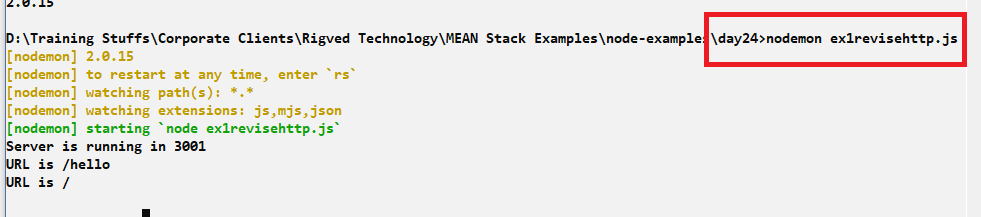 2.0.15
D:\Training Stuffs\Corporate Clients\Rigved Technology\MEAN Stack Examples\node-examples\day24>nodemon ex1revisehttp.js
[nodemon] 2.0.15
[nodemon] to restart at any time, enter `rs`
[nodemon] watching path(s): *.*
[nodemon] watching extensions: js,mjs,json
[nodemon] starting `node ex1revisehttp.js`
Server is running in 3001
URL is /hello
URL is /